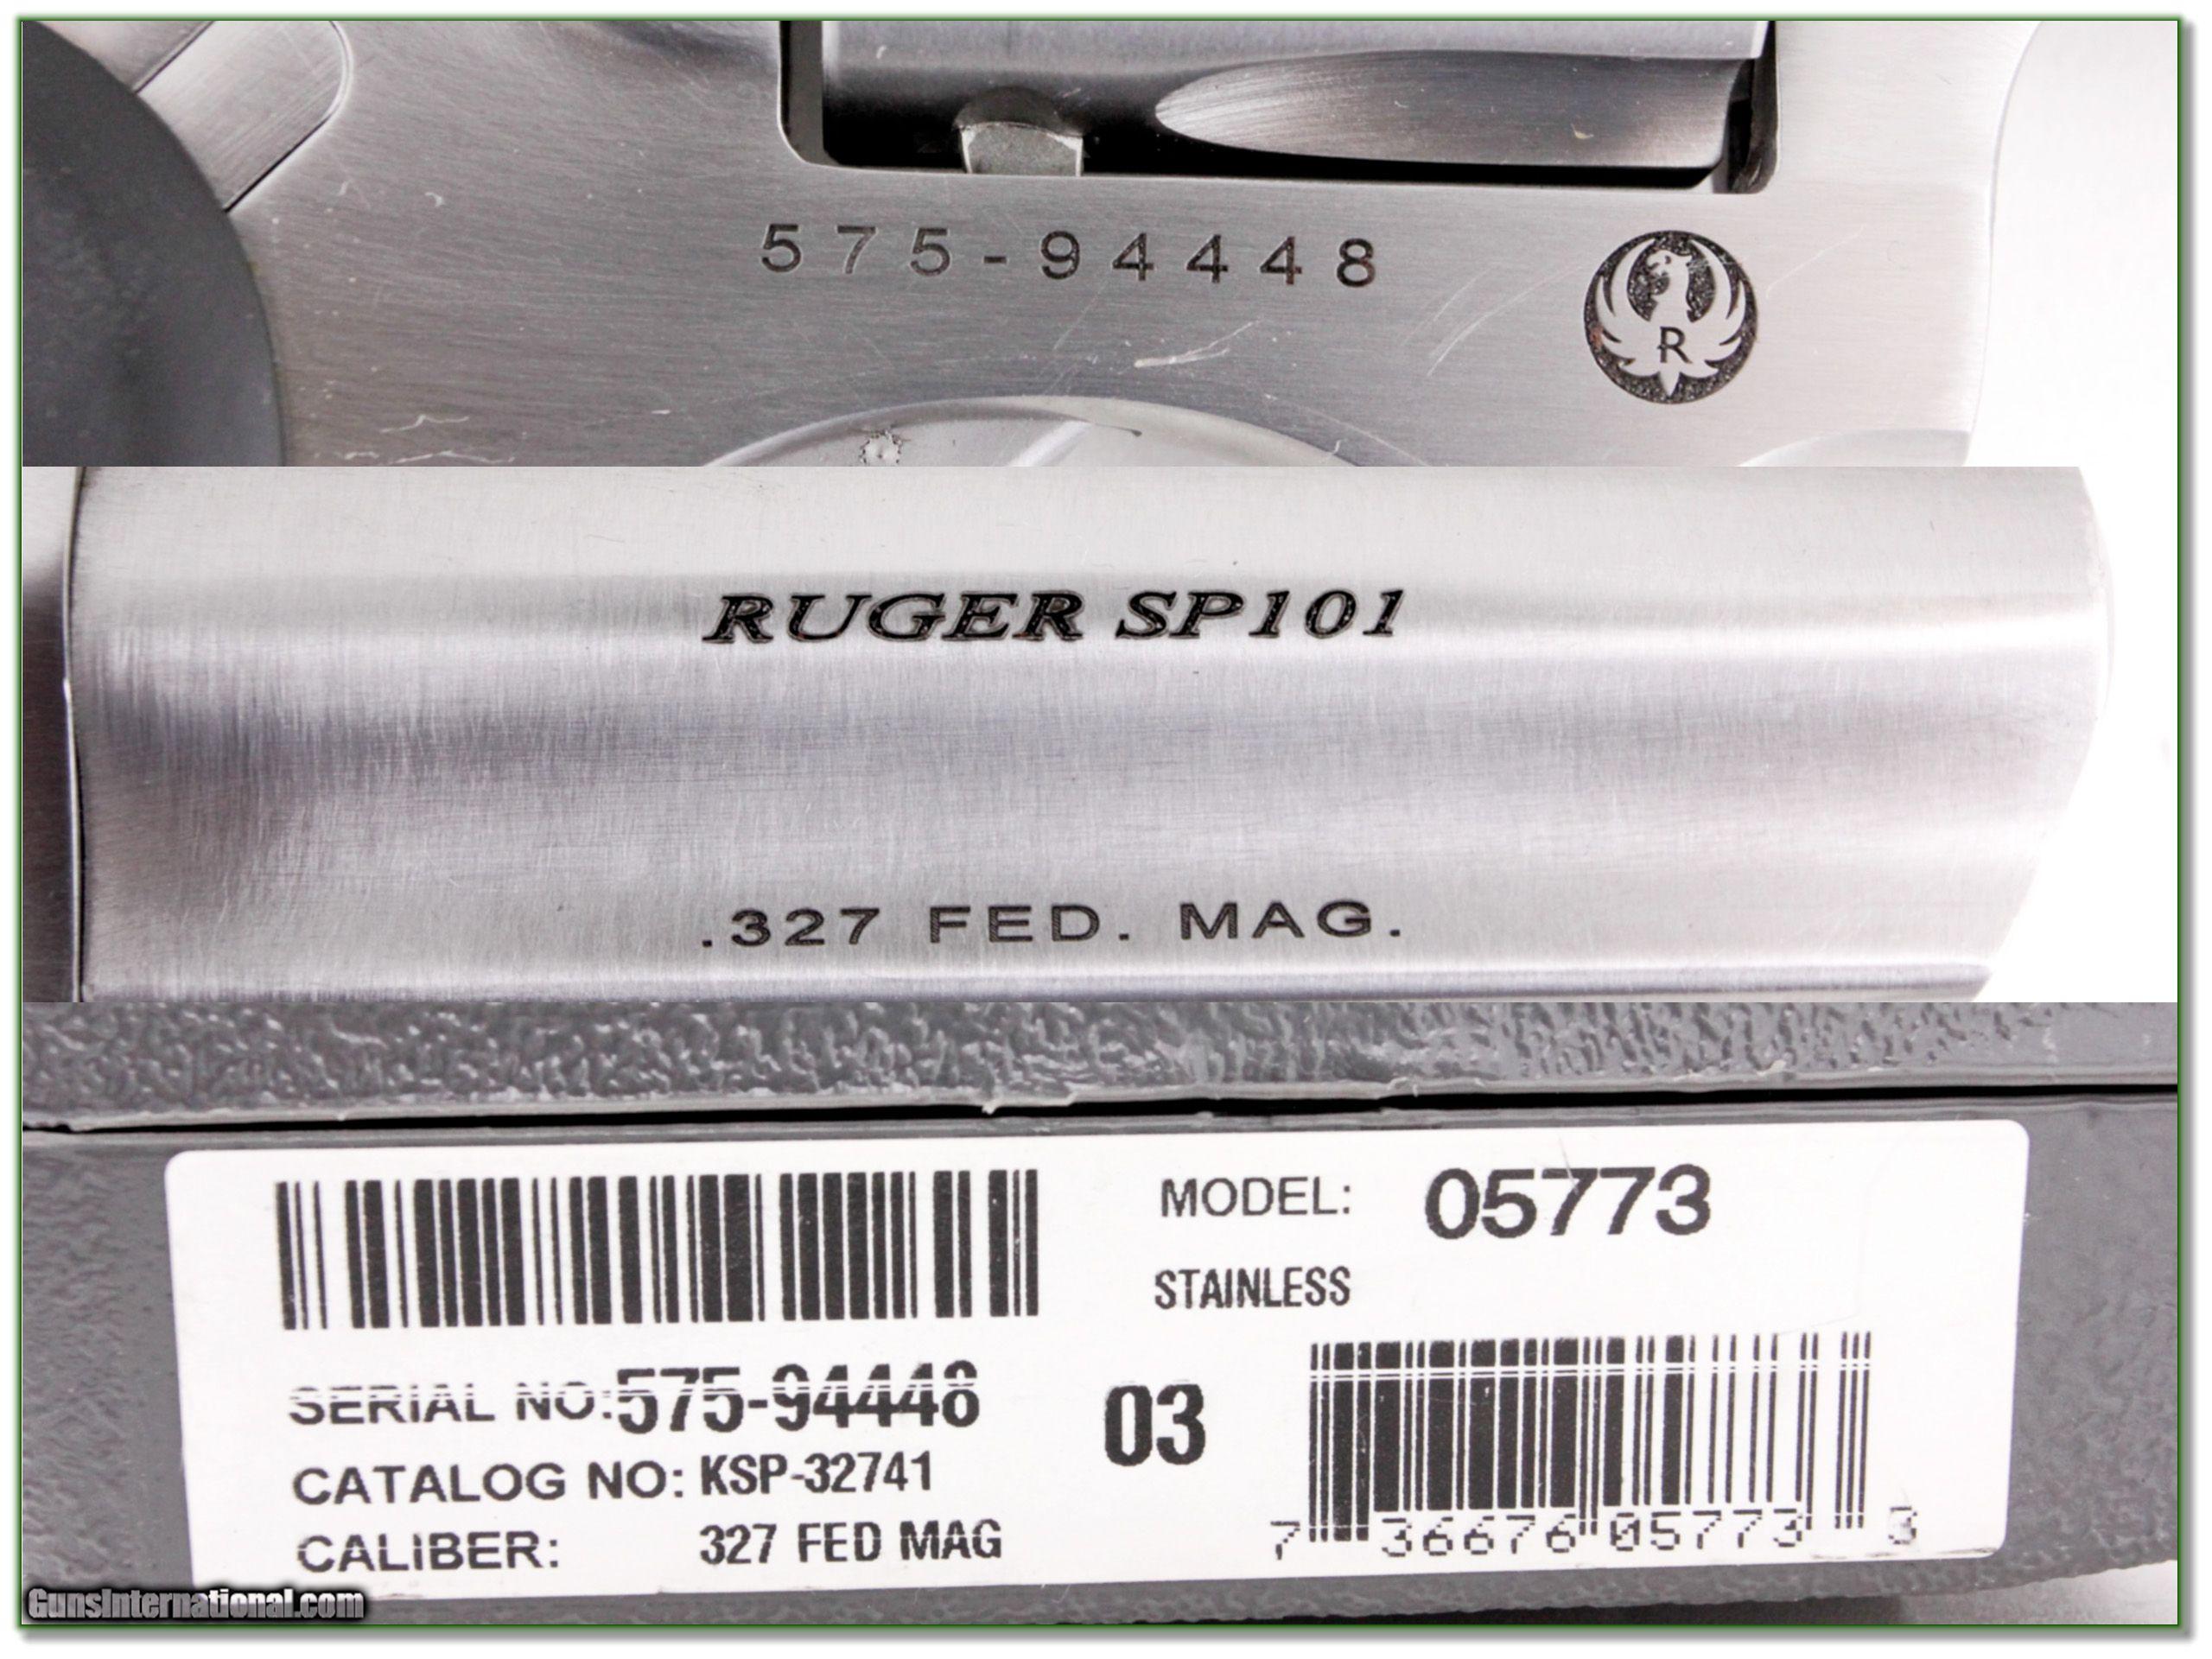 575-94448
R
RUGER SP101
.327 FED. MAG.
MODEL: 05773
STAINLESS
SERIAL NO:575-94448
03
CATALOG NO: KSP-32741
CALIBER: 327 FED MAG
7 36676 05773 3
GunsInternational.com